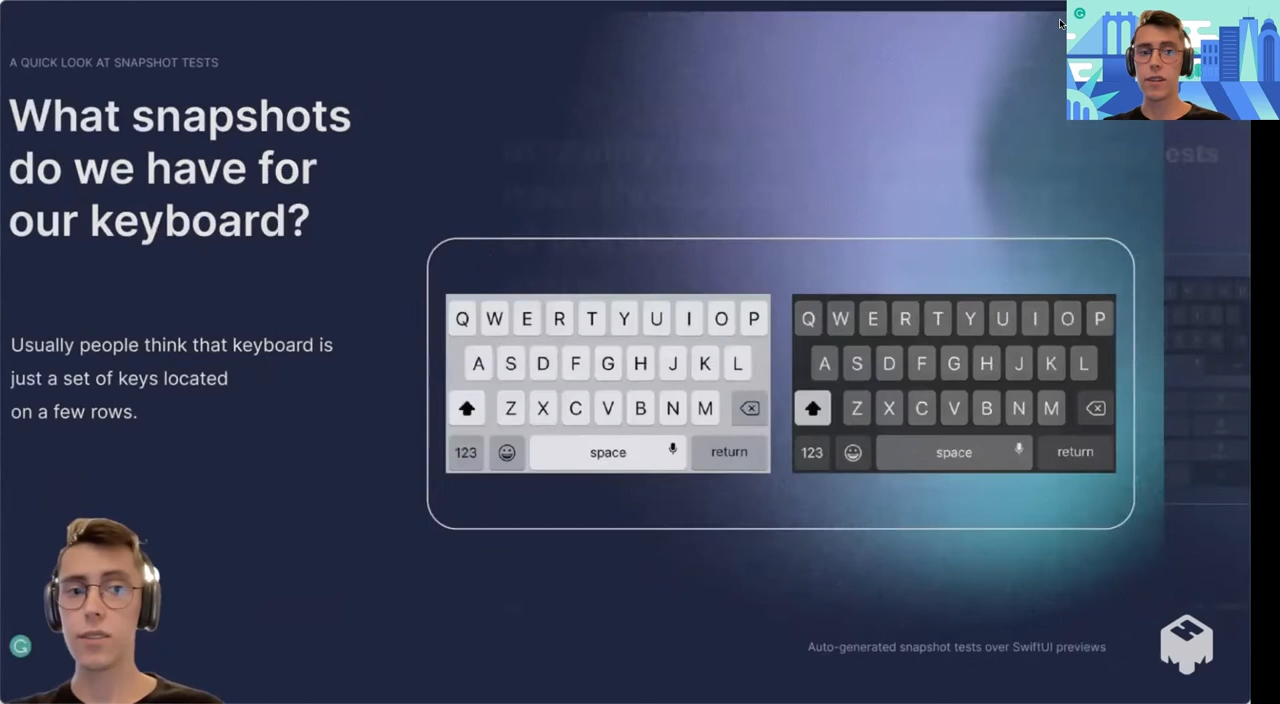 A QUICK LOOK AT SNAPSHOT TESTS
What snapshots
do we have for
our keyboard?
ests
Usually people think that keyboard is
just a set of keys located
on a few rows.
Q W E R T Y U I O P
A S D F G H J K L
Z X C V B N M
123 space return
Q W E R T Y U I O P
A S D F G H J K L
Z X C V B N M
123 space return
Auto-generated snapshot tests over SwiftUI previews